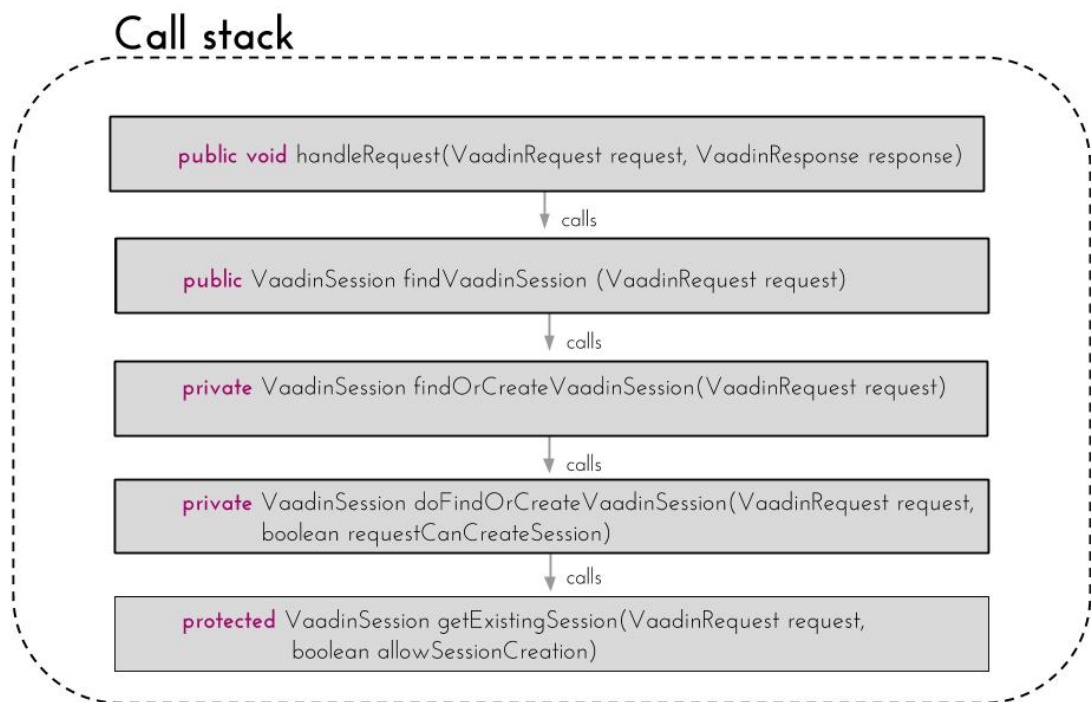 Call stack
public void handleRequest(VaadinRequest request, VaadinResponse response)
calls
public VaadinSession findVaadinSession (VaadinRequest request)
calls
private VaadinSession findOrCreateVaadinSession(VaadinRequest request)
calls
private VaadinSession doFindOrCreateVaadinSession(VaadinRequest request,
boolean requestCanCreateSession)
calls
protected VaadinSession getExistingSession(VaadinRequest request,
boolean allowSessionCreation)